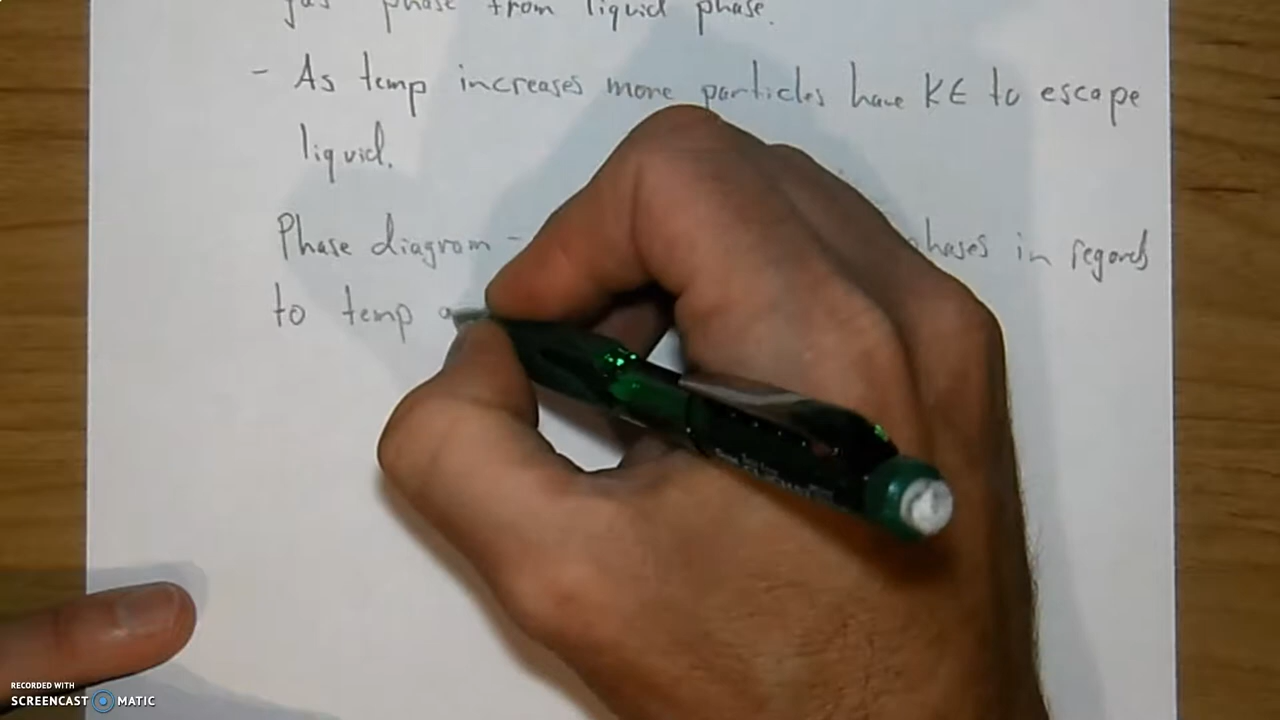 gas phase from liquid phase.
- As temp increases more particles have KE to escape
liquid.
Phase diagram - phases in regards
to temp
RECORDED WITH
SCREENCAST MATIC